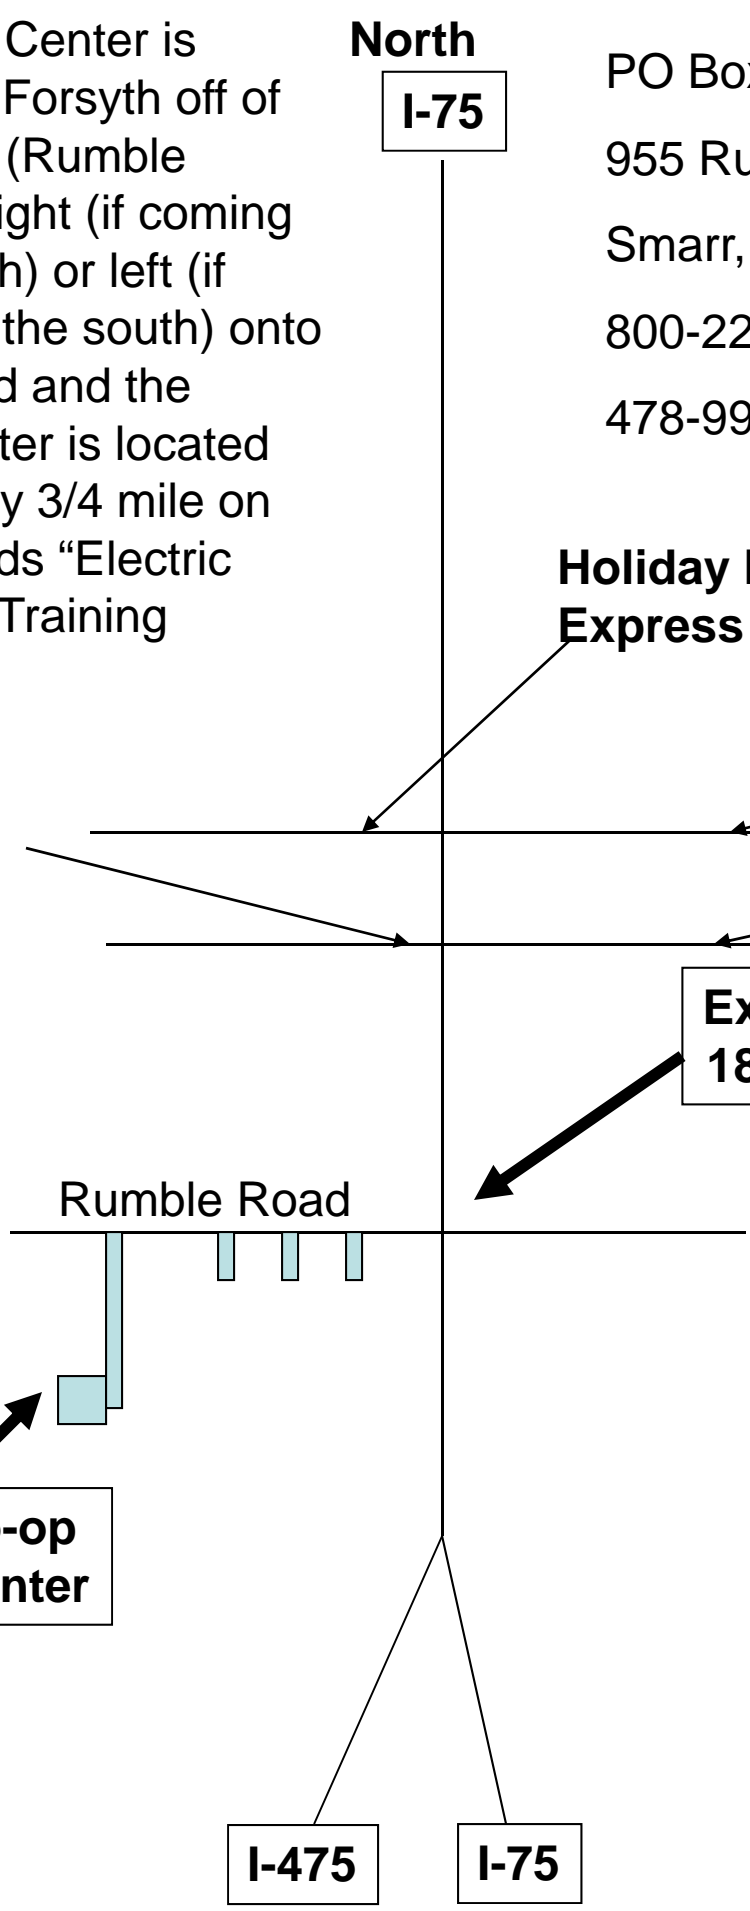 Center is
Forsyth off of
(Rumble
ight (if coming
h) or left (if
the south) onto
d and the
ter is located
y 3/4 mile on
ds “Electric
Training
North
I-75
PO Box
955 Ru
Smarr,
800-22
478-99
Holiday I
Express
Ex
18
Rumble Road
-op
nter
I-475
I-75